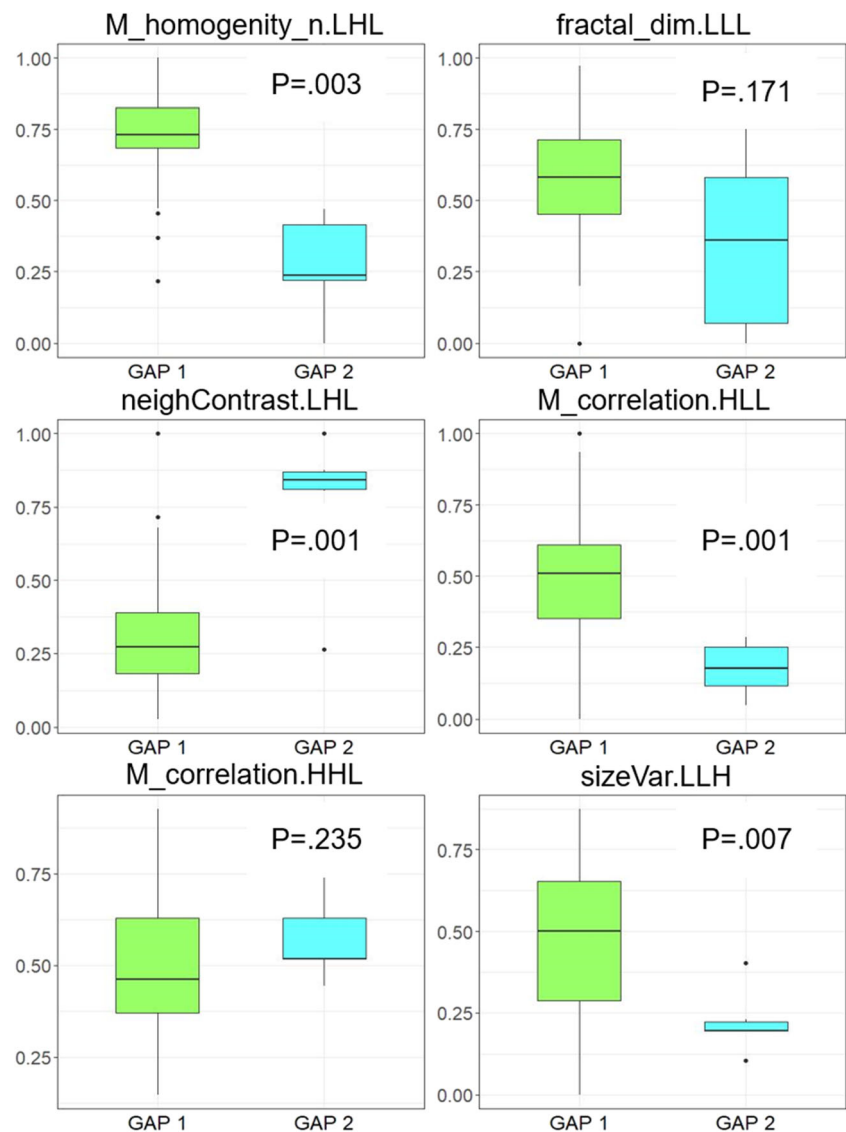 M_homogenity_n.LHL
1.00
P=.003
0.75
0.50
0.25
0.00
GAP 1 GAP 2
fractal_dim.LLL
1.00
P=.171
0.75
0.50
0.25
0.00
GAP 1 GAP 2
neighContrast.LHL
1.00
0.75
P=.001
0.50
0.25
0.00
GAP 1 GAP 2
M_correlation.HLL
1.00
0.75
P=.001
0.50
0.25
0.00
GAP 1 GAP 2
M_correlation.HHL
P=.235
0.75
0.50
0.25
GAP 1 GAP 2
sizeVar.LLH
P=.007
0.75
0.50
0.25
0.00
GAP 1 GAP 2